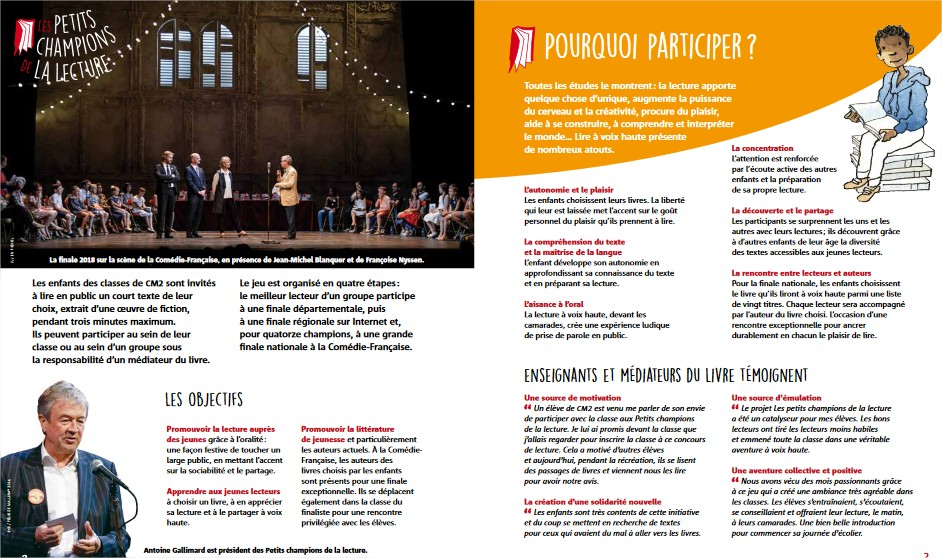 LES PETITS
CHAMPIONS
DE LA LECTURE
La finale 2018 sur la scène de la Comédie-Française, en présence de Jean-Michel Blanquer et de Françoise Nyssen.
Les enfants des classes de CM2 sont invités
à lire en public un court texte de leur
choix, extrait d'une œuvre de fiction,
pendant trois minutes maximum.
Ils peuvent participer au sein de leur
classe ou au sein d'un groupe sous
la responsabilité d'un médiateur du livre.
Le jeu est organisé en quatre étapes :
le meilleur lecteur d'un groupe participe
à une finale départementale, puis
à une finale régionale sur Internet et,
pour quatorze champions, à une grande
finale nationale à la Comédie-Française.
LES OBJECTIFS
Promouvoir la lecture auprès
des jeunes grâce à l'oralité :
une façon festive de toucher un
large public, en mettant l'accent
sur la sociabilité et le partage.
Apprendre aux jeunes lecteurs
à choisir un livre, à en apprécier
sa lecture et à le partager à voix
haute.
Promouvoir la littérature
de jeunesse et particulièrement
les auteurs actuels. À la Comédie-
Française, les auteurs des
livres choisis par les enfants
sont présents pour une finale
exceptionnelle. Ils se déplacent
également dans la classe du
finaliste pour une rencontre
privilégiée avec les élèves.
Antoine Gallimard est président des Petits champions de la lecture.
2
POURQUOI PARTICIPER ?
Toutes les études le montrent : la lecture apporte
quelque chose d'unique, augmente la puissance
du cerveau et la créativité, procure du plaisir,
aide à se construire, à comprendre et interpréter
le monde... Lire à voix haute présente
de nombreux atouts.
L'autonomie et le plaisir
Les enfants choisissent leurs livres. La liberté
qui leur est laissée met l'accent sur le goût
personnel du plaisir qu'ils prennent à lire.
La compréhension du texte
et la maîtrise de la langue
L'enfant développe son autonomie en
approfondissant sa connaissance du texte
et en préparant sa lecture.
L'aisance à l'oral
La lecture à voix haute, devant les
camarades, crée une expérience ludique
de prise de parole en public.
La concentration
L'attention est renforcée
par l'écoute active des autres
enfants et la préparation
de sa propre lecture.
La découverte et le partage
Les participants se surprennent les uns et les
autres avec leurs lectures ; ils découvrent grâce
à d'autres enfants de leur âge la diversité
des textes accessibles aux jeunes lecteurs.
La rencontre entre lecteurs et auteurs
Pour la finale nationale, les enfants choisissent
le livre qu'ils liront à voix haute parmi une liste
de vingt titres. Chaque lecteur sera accompagné
par l'auteur du livre choisi. L'occasion d'une
rencontre exceptionnelle pour ancrer
durablement en chacun le plaisir de lire.
ENSEIGNANTS ET MÉDIATEURS DU LIVRE TÉMOIGNENT
Une source de motivation
“ Un élève de CM2 est venu me parler de son envie
de participer avec la classe aux Petits champions
de la lecture. Je lui ai promis devant la classe que
j'allais regarder pour inscrire la classe à ce concours
de lecture. Cela a motivé d'autres élèves
et aujourd'hui, pendant la récréation, ils se lisent
des passages de livres et viennent nous les lire
pour avoir notre avis.
La création d'une solidarité nouvelle
“ Les enfants sont très contents de cette initiative
et du coup se mettent en recherche de textes
pour ceux qui avaient du mal à aller vers les livres.
Une source d'émulation
“ Le projet Les petits champions de la lecture
a été un catalyseur pour mes élèves. Les bons
lecteurs ont tiré les lecteurs moins habiles
et emmené toute la classe dans une véritable
aventure à voix haute.
Une aventure collective et positive
“ Nous avons vécu des mois passionnants grâce
à ce jeu qui a créé une ambiance très agréable dans
les classes. Les élèves s'entraînaient, s'écoutaient,
se conseillaient et offraient leur lecture, le matin,
à leurs camarades. Une bien belle introduction
pour commencer sa journée d'écolier.